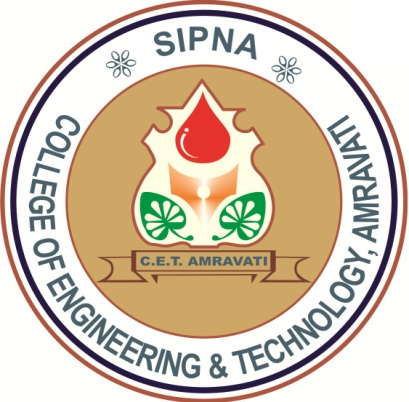 SIPNA
COLLEGE OF ENGINEERING & TECHNOLOGY, AMRAVATI
C.E.T. AMRAVATI